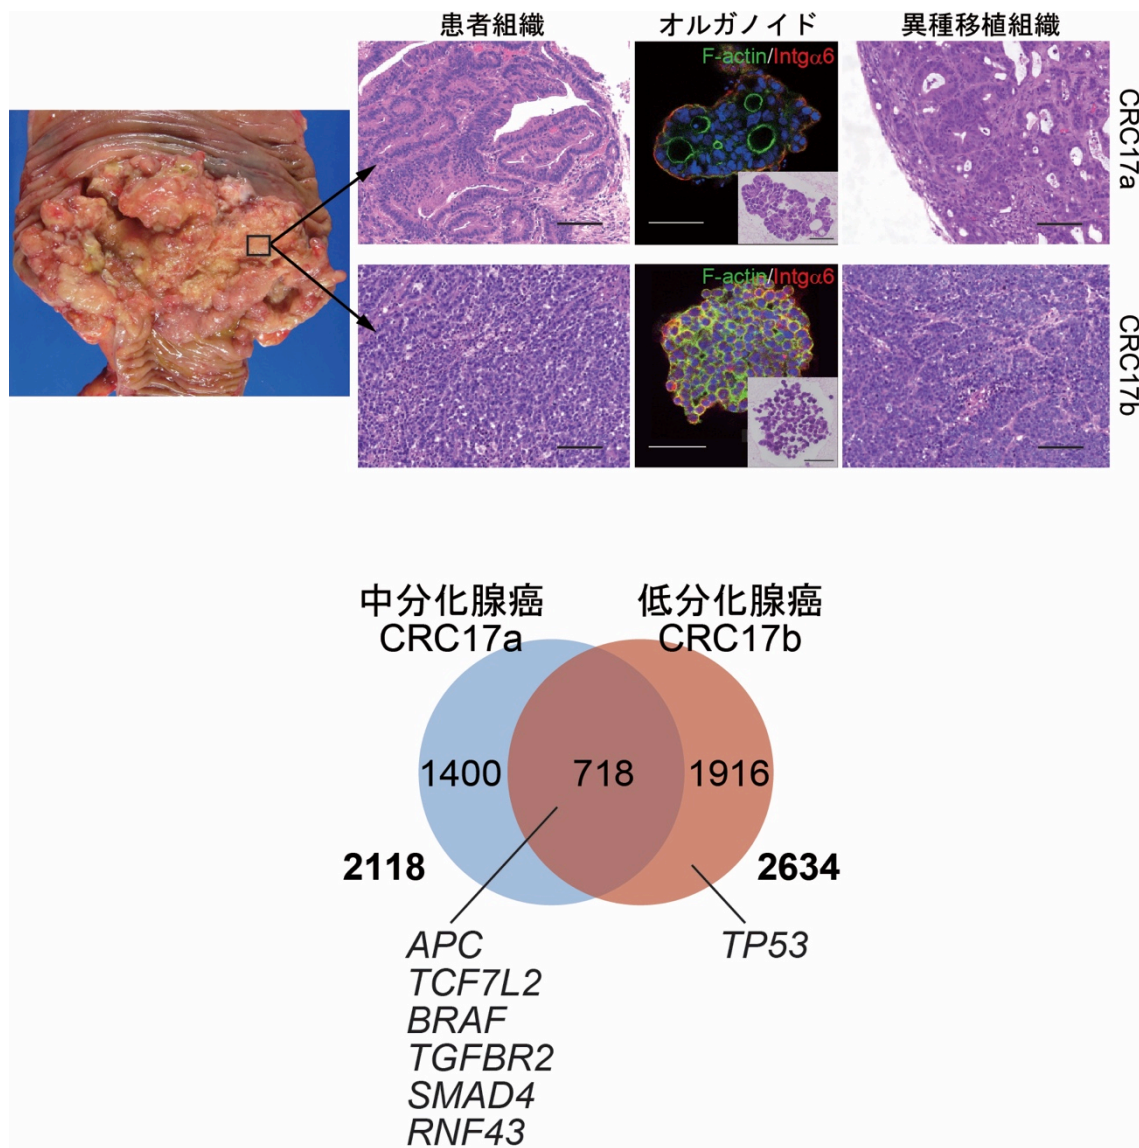 患者組織
オルガノイド
異種移植組織
F-actin/Intgα6
CRC17a
F-actin/Intgα6
CRC17b
中分化腺癌
CRC17a
低分化腺癌
CRC17b
1400
718
1916
2118
2634
APC
TCF7L2
BRAF
TGFBR2
SMAD4
RNF43
TP53